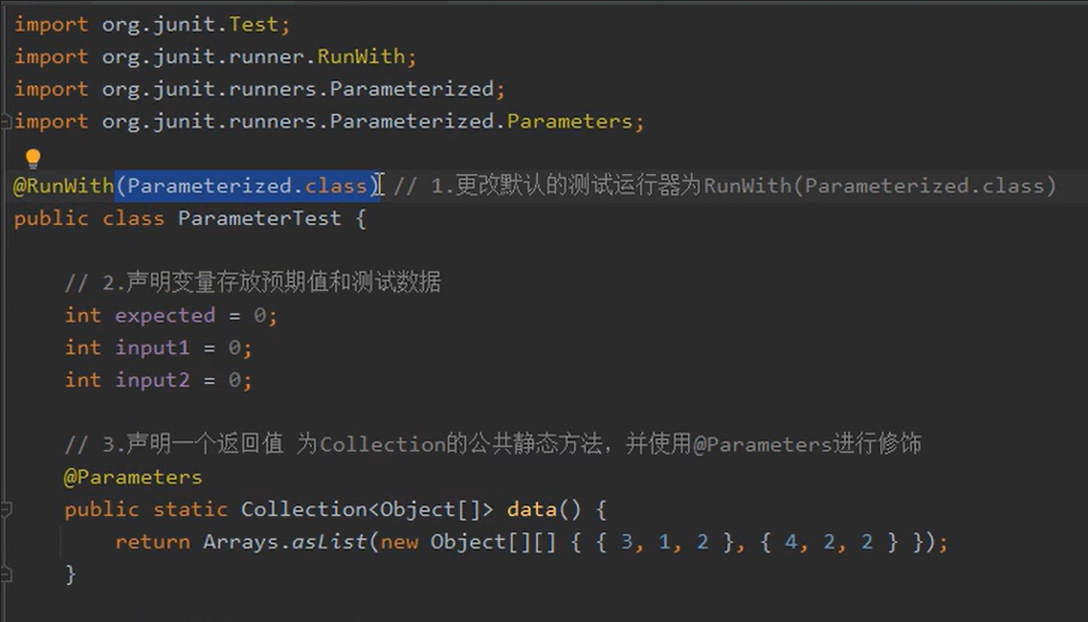 import org.junit.Test;
import org.junit.runner.RunWith;
import org.junit.runners.Parameterized;
import org.junit.runners.Parameterized.Parameters;
@RunWith(Parameterized.class) // 1.更改默认的测试运行器为RunWith(Parameterized.class)
public class ParameterTest {
// 2.声明变量存放预期值和测试数据
int expected = 0;
int input1 = 0;
int input2 = 0;
// 3.声明一个返回值 为Collection的公共静态方法，并使用@Parameters进行修饰
@Parameters
public static Collection<Object[]> data() {
return Arrays.asList(new Object[][] { { 3, 1, 2 }, { 4, 2, 2 } });
}